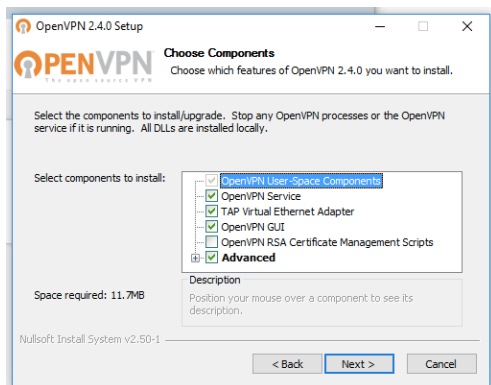 OpenVPN 2.4.0 Setup
OPENVPN
The open source VPN
Choose Components
Choose which features of OpenVPN 2.4.0 you want to install.
Select the components to install/upgrade. Stop any OpenVPN processes or the OpenVPN
service if it is running. All DLLs are installed locally.
Select components to install:
OpenVPN User-Space Components
OpenVPN Service
TAP Virtual Ethernet Adapter
OpenVPN GUI
OpenVPN RSA Certificate Management Scripts
Advanced
Space required: 11.7MB
Description
Position your mouse over a component to see its
description.
Nullsoft Install System v2.50-1
< Back
Next >
Cancel